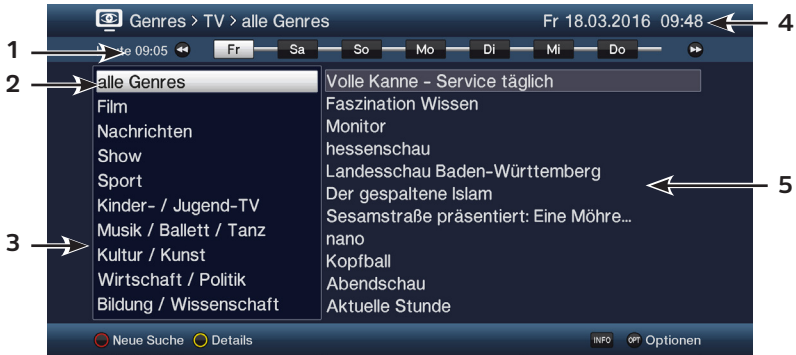 Genres > TV > alle Genres
Fr 18.03.2016 09:48
4
1
te 09:05 Fr Sa So Mo Di Mi Do
2
alle Genres
Film
Nachrichten
Show
Sport
Kinder- / Jugend-TV
Musik / Ballett / Tanz
Kultur / Kunst
Wirtschaft / Politik
Bildung / Wissenschaft
3
Volle Kanne - Service täglich
Faszination Wissen
Monitor
hessenschau
Landesschau Baden-Württemberg
Der gespaltene Islam
Sesamstraße präsentiert: Eine Möhre...
nano
Kopfball
Abendschau
Aktuelle Stunde
5
Neue Suche Details
INFO OPT Optionen